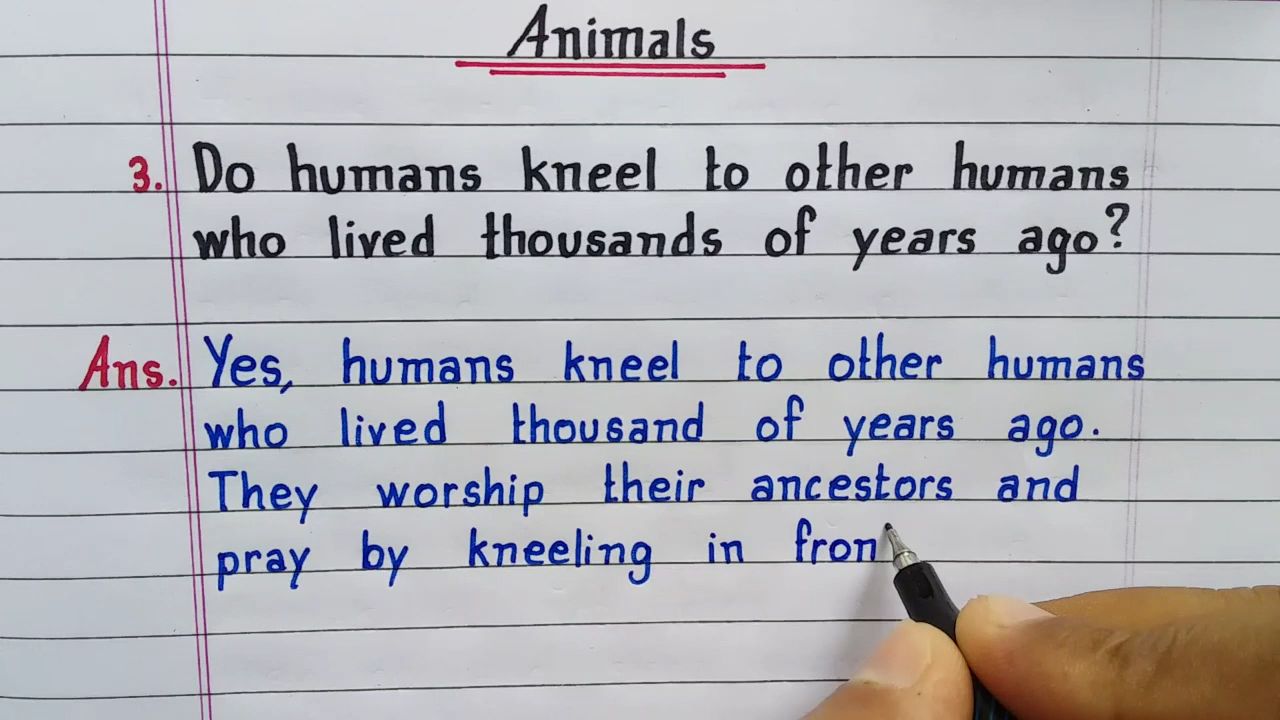 Animals
3. Do humans kneel to other humans
who lived thousands of years ago?
Ans. Yes, humans kneel to other humans
who lived thousand of years ago.
They worship their ancestors and
pray by kneeling in fron